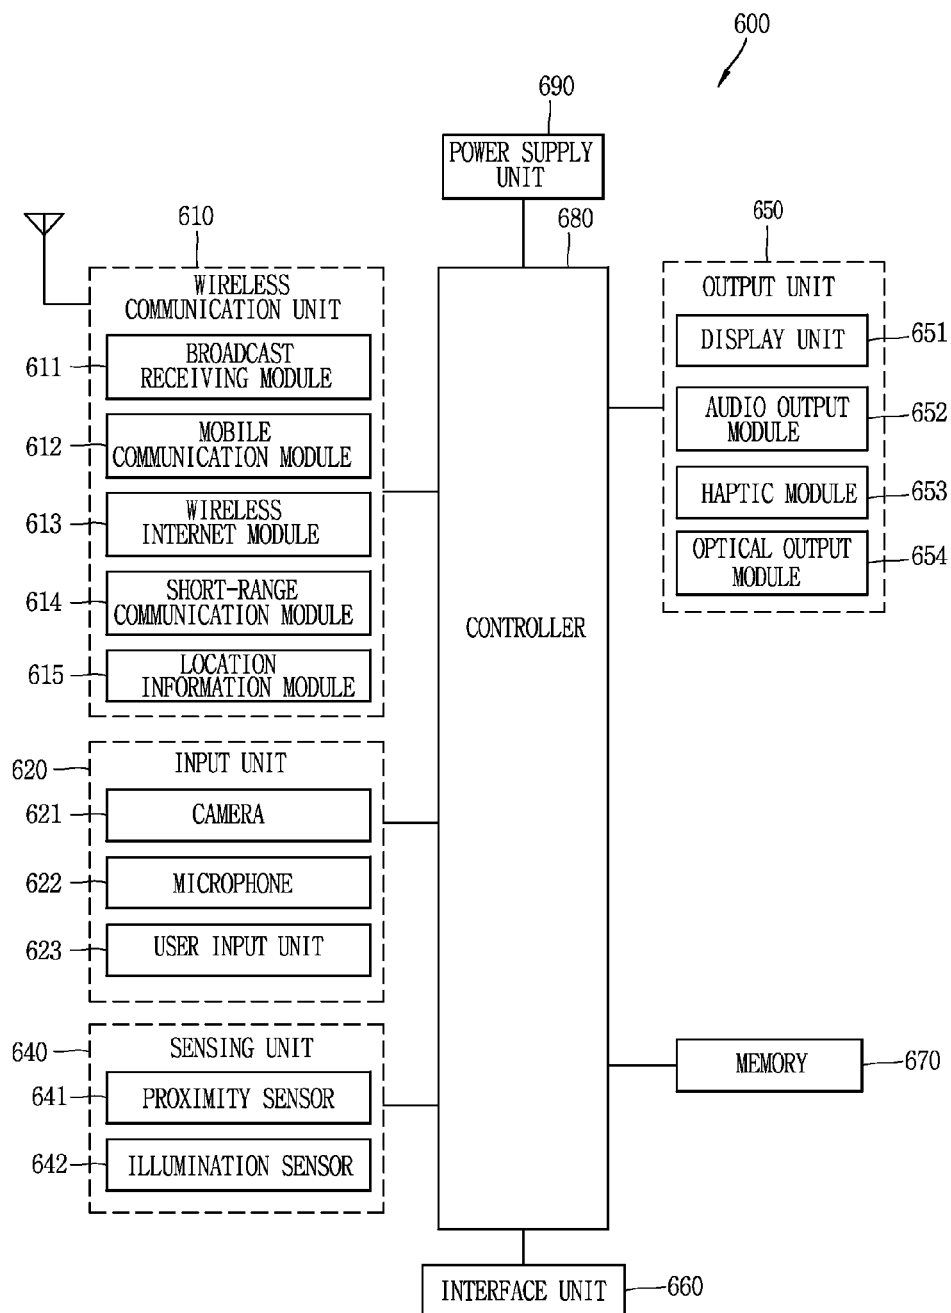 600
690
POWER SUPPLY
UNIT
610
680
650
WIRELESS
COMMUNICATION UNIT
611
BROADCAST
RECEIVING MODULE
612
MOBILE
COMMUNICATION MODULE
613
WIRELESS
INTERNET MODULE
614
SHORT-RANGE
COMMUNICATION MODULE
615
LOCATION
INFORMATION MODULE
620
INPUT UNIT
621
CAMERA
622
MICROPHONE
623
USER INPUT UNIT
640
SENSING UNIT
641
PROXIMITY SENSOR
642
ILLUMINATION SENSOR
CONTROLLER
OUTPUT UNIT
DISPLAY UNIT
651
AUDIO OUTPUT
MODULE
652
HAPTIC MODULE
653
OPTICAL OUTPUT
MODULE
654
MEMORY
670
INTERFACE UNIT
660